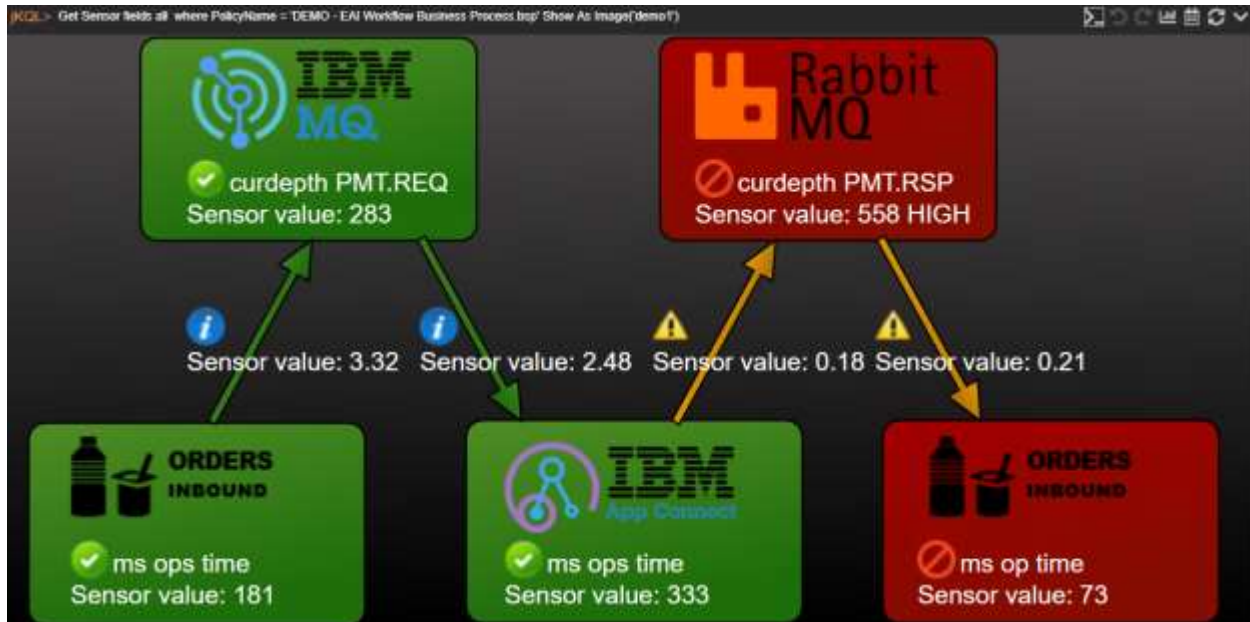 jKQL> Get Sensor fields all where PolicyName = 'DEMO - EAI Workflow Business Process.bsp' Show As Image('demo1')
IBM
MQ
curdepth PMT.REQ
Sensor value: 283
Rabbit
MQ
curdepth PMT.RSP
Sensor value: 558 HIGH
Sensor value: 3.32
Sensor value: 2.48
Sensor value: 0.18
Sensor value: 0.21
ORDERS
INBOUND
ms ops time
Sensor value: 181
IBM
App Connect
ms ops time
Sensor value: 333
ORDERS
INBOUND
ms op time
Sensor value: 73